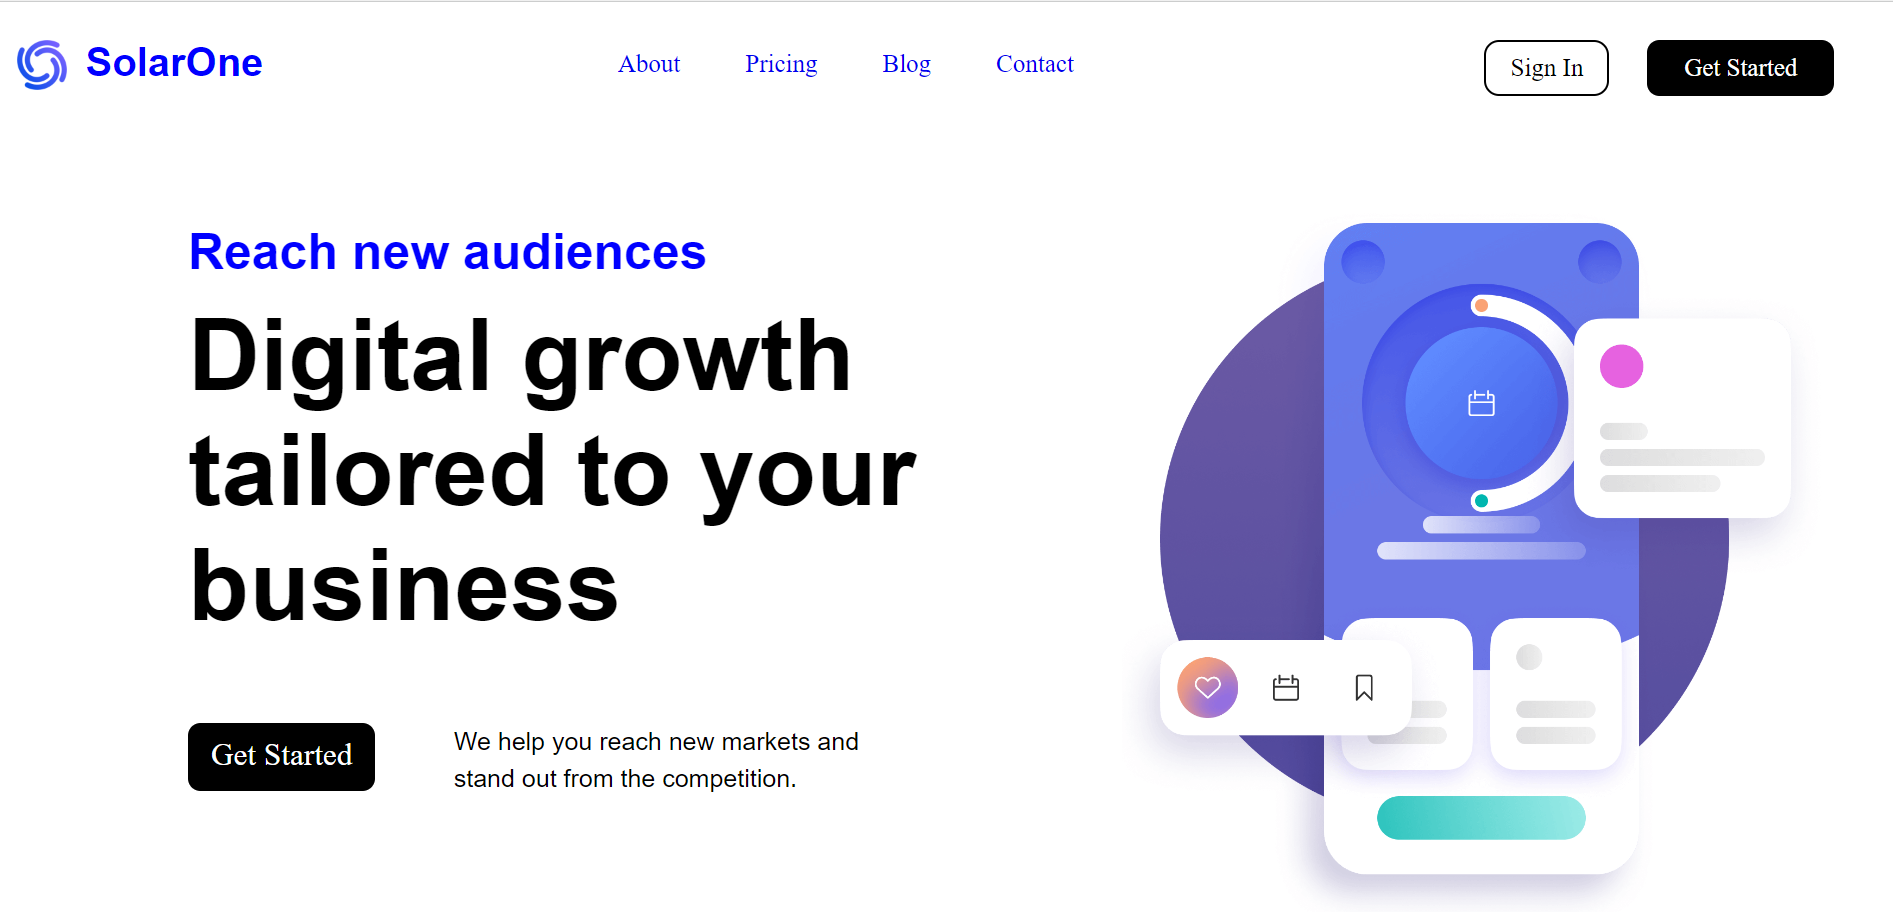 SolarOne
About Pricing Blog Contact
Sign In
Get Started
Reach new audiences
Digital growth
tailored to your
business
Get Started
We help you reach new markets and
stand out from the competition.